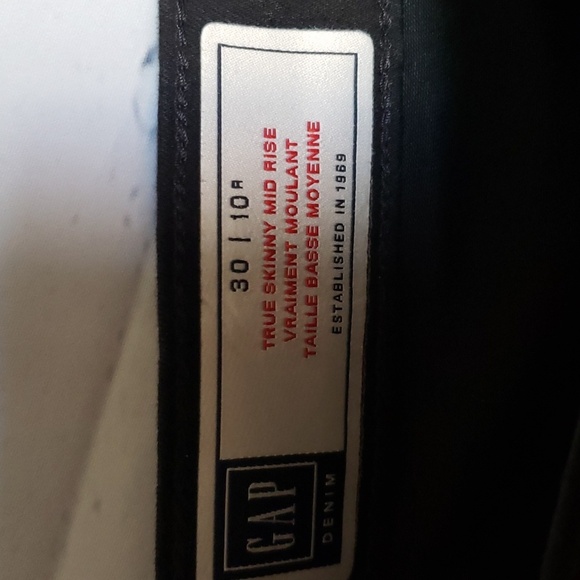 GAP
DENIM
30 | 10R
TRUE SKINNY MID RISE
VRAIMENT MOULANT
TAILLE BASSE MOYENNE
ESTABLISHED IN 1969